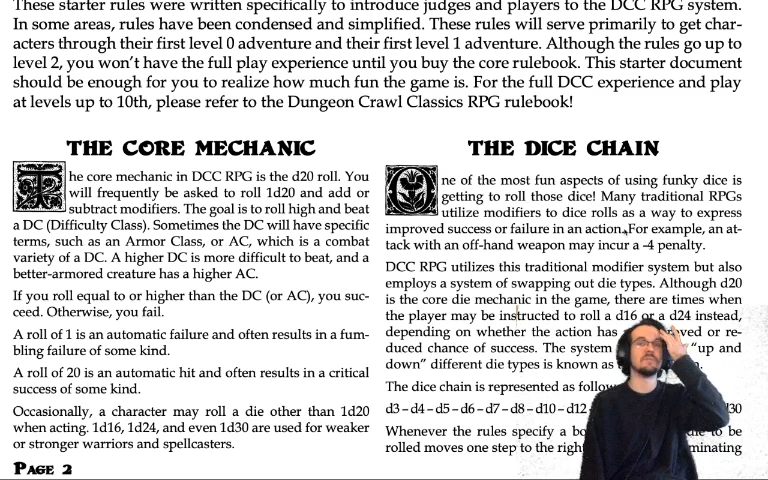 These starter rules were written specifically to introduce judges and players to the DCC RPG system.
In some areas, rules have been condensed and simplified. These rules will serve primarily to get char-
acters through their first level 0 adventure and their first level 1 adventure. Although the rules go up to
level 2, you won't have the full play experience until you buy the core rulebook. This starter document
should be enough for you to realize how much fun the game is. For the full DCC experience and play
at levels up to 10th, please refer to the Dungeon Crawl Classics RPG rulebook!
THE CORE MECHANIC
The core mechanic in DCC RPG is the d20 roll. You
will frequently be asked to roll 1d20 and add or
subtract modifiers. The goal is to roll high and beat
a DC (Difficulty Class). Sometimes the DC will have specific
terms, such as an Armor Class, or AC, which is a combat
variety of a DC. A higher DC is more difficult to beat, and a
better-armored creature has a higher AC.
If you roll equal to or higher than the DC (or AC), you suc-
ceed. Otherwise, you fail.
A roll of 1 is an automatic failure and often results in a fum-
bling failure of some kind.
A roll of 20 is an automatic hit and often results in a critical
success of some kind.
Occasionally, a character may roll a die other than 1d20
when acting. 1d16, 1d24, and even 1d30 are used for weaker
or stronger warriors and spellcasters.
PAGE 2
THE DICE CHAIN
One of the most fun aspects of using funky dice is
getting to roll those dice! Many traditional RPGs
utilize modifiers to dice rolls as a way to express
improved success or failure in an action. For example, an at-
tack with an off-hand weapon may incur a -4 penalty.
DCC RPG utilizes this traditional modifier system but also
employs a system of swapping out die types. Although d20
is the core die mechanic in the game, there are times when
the player may be instructed to roll a d16 or a d24 instead,
depending on whether the action has or re-
duced chance of success. The system "up and
down" different die types is known as
The dice chain is represented as
d3 – d4 – d5 – d6 – d7 – d8 – d10 – d12
Whenever the rules specify a to be
rolled moves one step to the right